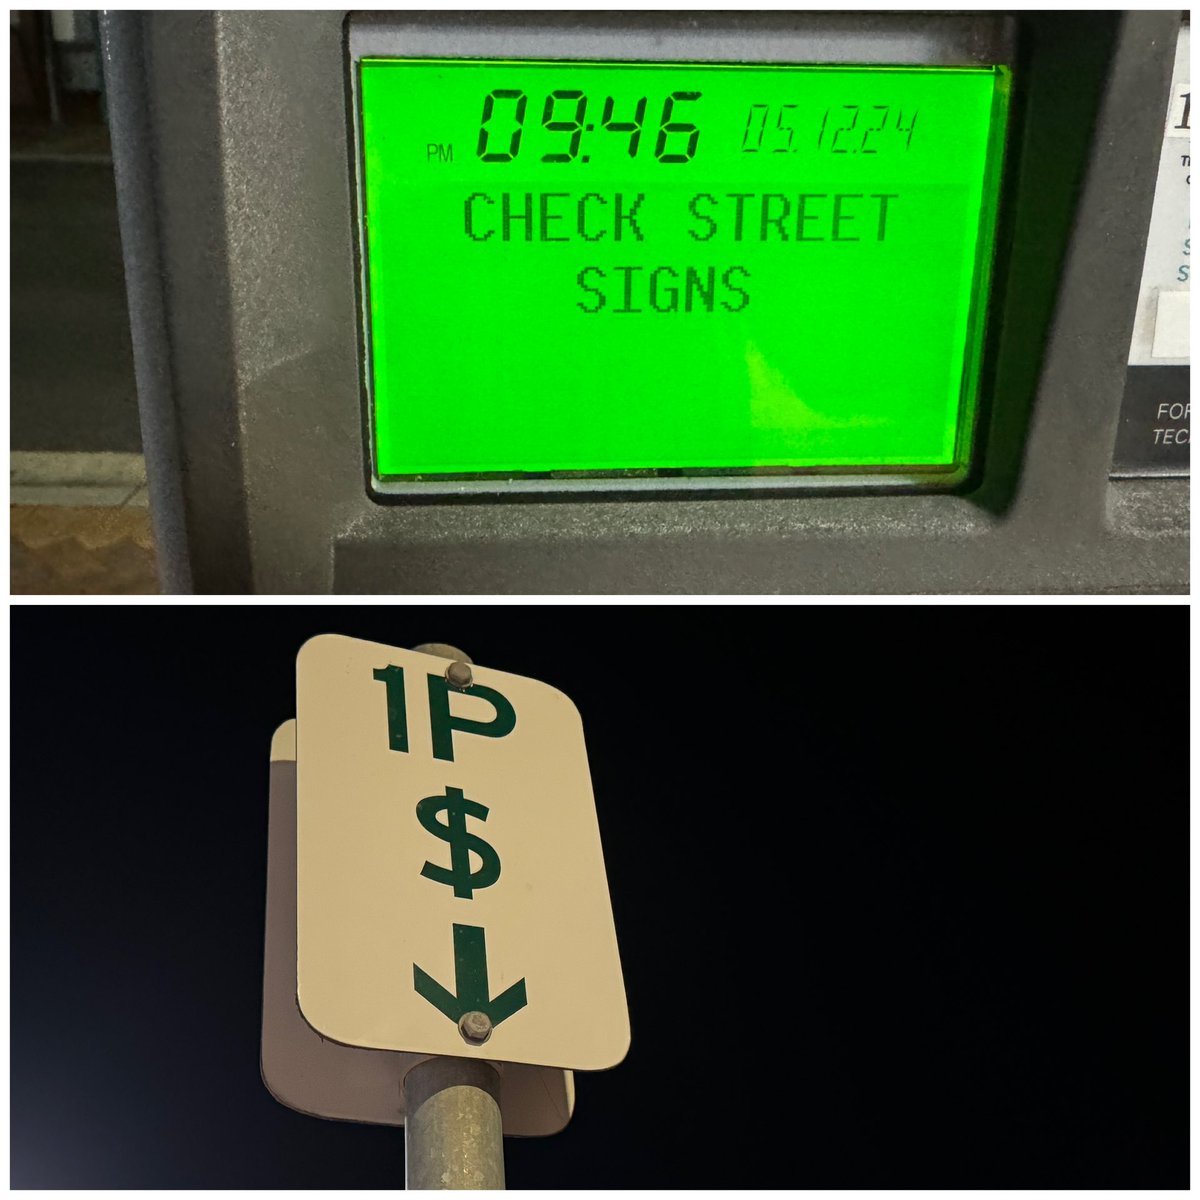 PM 09:46 05.12.24
CHECK STREET
SIGNS
1P
$